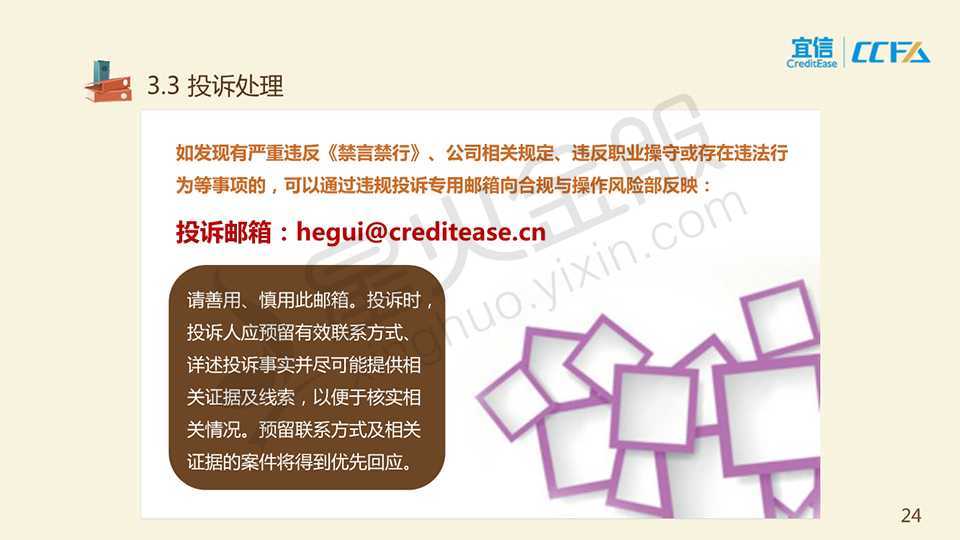 宜信
CreditEase
CCFA
3.3 投诉处理
如发现有严重违反《禁言禁行》、公司相关规定、违反职业操守或存在违法行
为等事项的，可以通过违规投诉专用邮箱向合规与操作风险部反映：
投诉邮箱：hegui@creditease.cn
请善用、慎用此邮箱。投诉时，
投诉人应预留有效联系方式、
详述投诉事实并尽可能提供相
关证据及线索，以便于核实相
关情况。预留联系方式及相关
证据的案件将得到优先回应。
星火金服
xinghuo.yixin.com
24